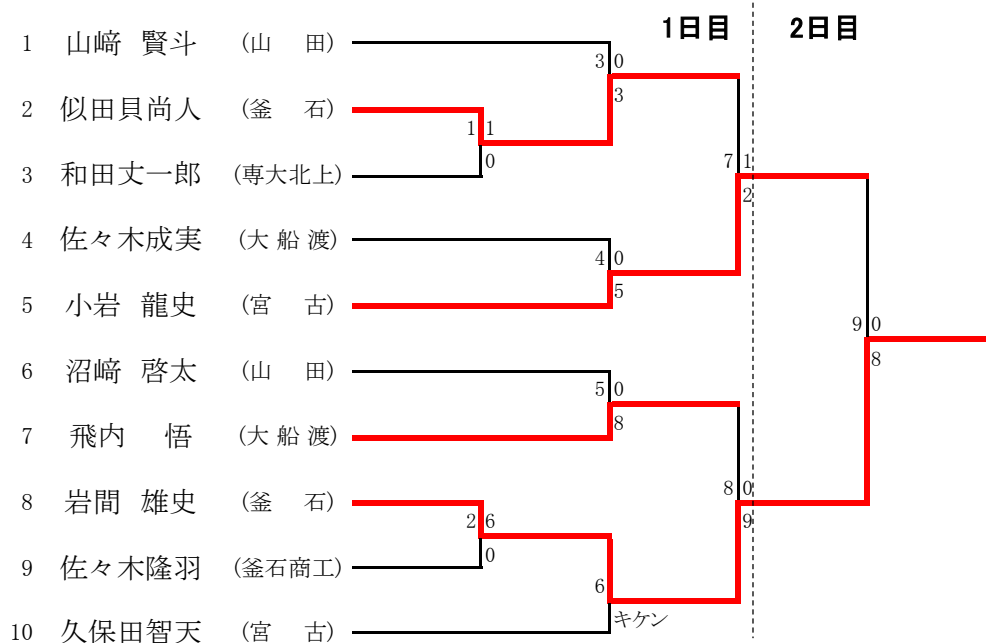 1日目 2日目
1 山﨑 賢斗 (山 田)
3 0
2 似田貝尚人 (釜 石)
3
1 1
0
3 和田丈一郎 (専大北上)
7 1
2
4 佐々木成実 (大 船 渡)
4 0
5
5 小岩 龍史 (宮 古)
9 0
8
6 沼﨑 啓太 (山 田)
5 0
8
7 飛内 悟 (大 船 渡)
8 0
9
8 岩間 雄史 (釜 石)
2 6
0
9 佐々木隆羽 (釜石商工)
6
キケン
10 久保田智天 (宮 古)